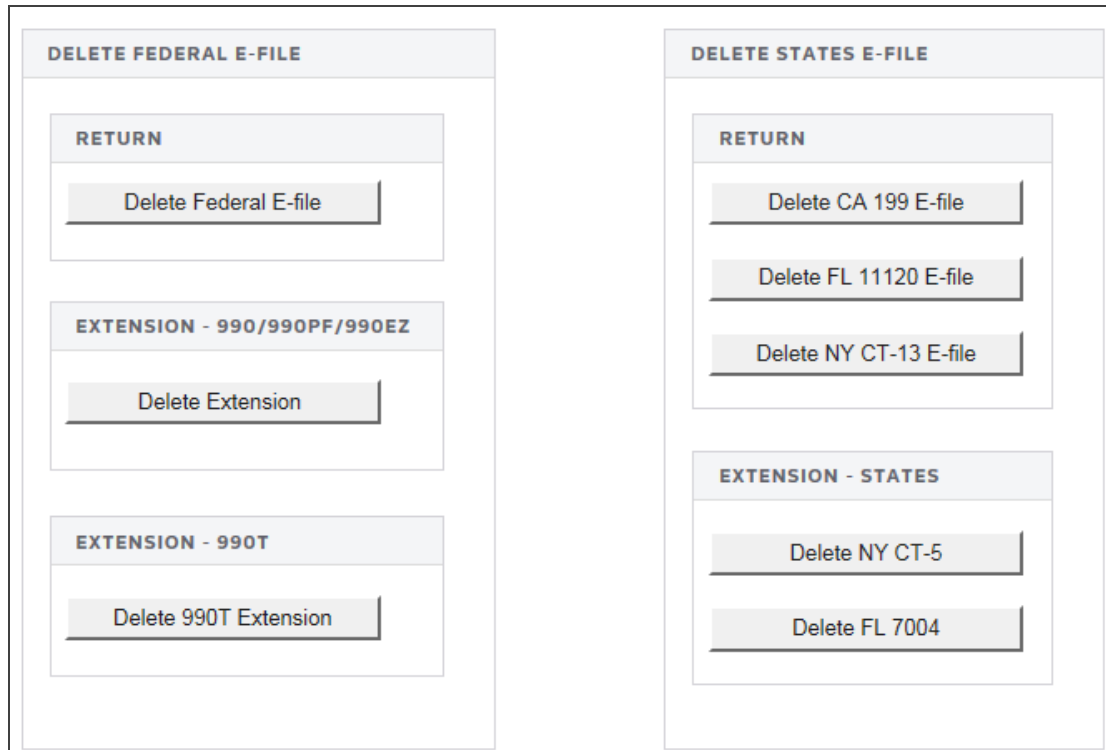 DELETE FEDERAL E-FILE
RETURN
Delete Federal E-file
EXTENSION - 990/990PF/990EZ
Delete Extension
EXTENSION - 990T
Delete 990T Extension
DELETE STATES E-FILE
RETURN
Delete CA 199 E-file
Delete FL 11120 E-file
Delete NY CT-13 E-file
EXTENSION - STATES
Delete NY CT-5
Delete FL 7004